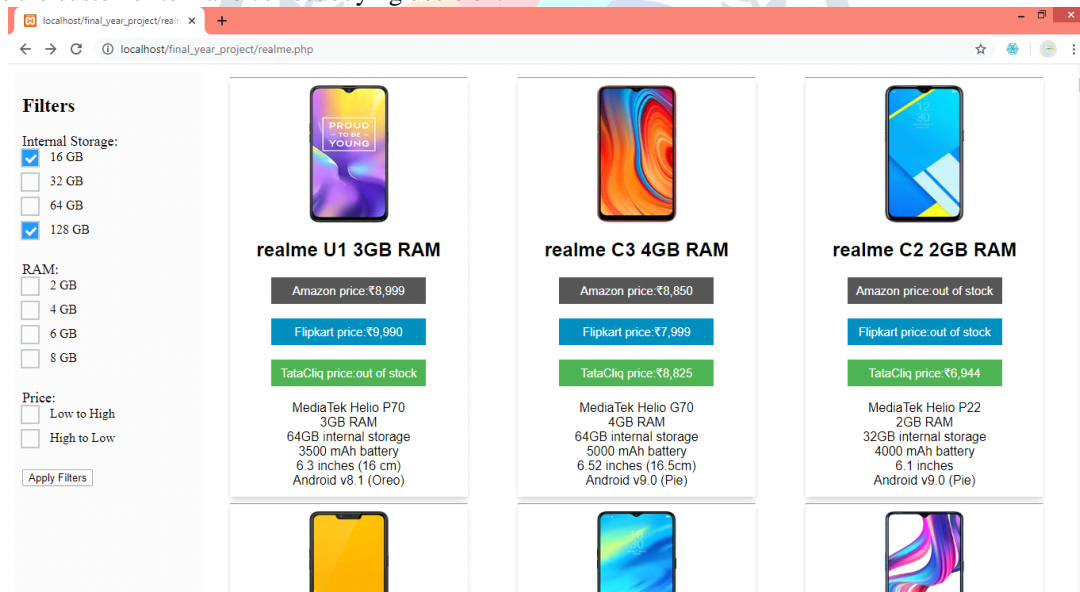 localhost/final_year_project/realm
localhost/final_year_project/realme.php
Filters
Internal Storage:
16 GB
32 GB
64 GB
128 GB
RAM:
2 GB
4 GB
6 GB
8 GB
Price:
Low to High
High to Low
Apply Filters
PROUD
TO BE
YOUNG
realme U1 3GB RAM
Amazon price:₹8,999
Flipkart price:₹9,990
TataCliq price:out of stock
MediaTek Helio P70
3GB RAM
64GB internal storage
3500 mAh battery
6.3 inches (16 cm)
Android v8.1 (Oreo)
realme C3 4GB RAM
Amazon price:₹8,850
Flipkart price:₹7,999
TataCliq price:₹8,825
MediaTek Helio G70
4GB RAM
64GB internal storage
5000 mAh battery
6.52 inches (16.5cm)
Android v9.0 (Pie)
12
30
realme C2 2GB RAM
Amazon price:out of stock
Flipkart price:out of stock
TataCliq price:₹6,944
MediaTek Helio P22
2GB RAM
32GB internal storage
4000 mAh battery
6.1 inches
Android v9.0 (Pie)